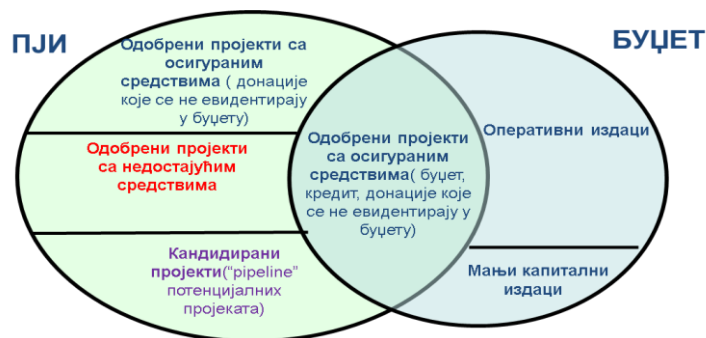 ПЈИ
БУЏЕТ
Одобрени пројекти са
осигураним
средствима ( донације
које се не евидентирају
у буџету)
Одобрени пројекти
са недостајућим
средствима
Кандидирани
пројекти(“pipeline”
потенцијалних
пројеката)
Одобрени пројекти
са осигураним
средствима( буџет,
кредит, донације које
се не евидентирају у
буџету)
Оперативни издаци
Мањи капитални
издаци